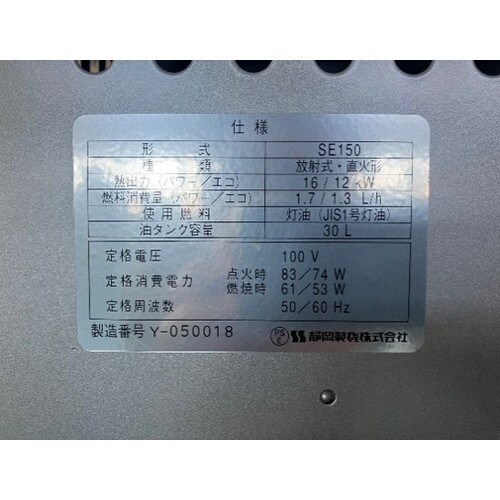 仕様
形式 SE150
種類 放射式・直火形
熱出力(パワー/エコ) 16/12 kW
燃料消費量(パワー/エコ) 1.7/1.3 L/h
使用燃料 灯油(JIS1号灯油)
油タンク容量 30L
定格電圧 100 V
定格消費電力 点火時 83/74 W
燃焼時 61/53 W
定格周波数 50/60 Hz
製造番号 Y-050018 PSE 静岡製機株式会社